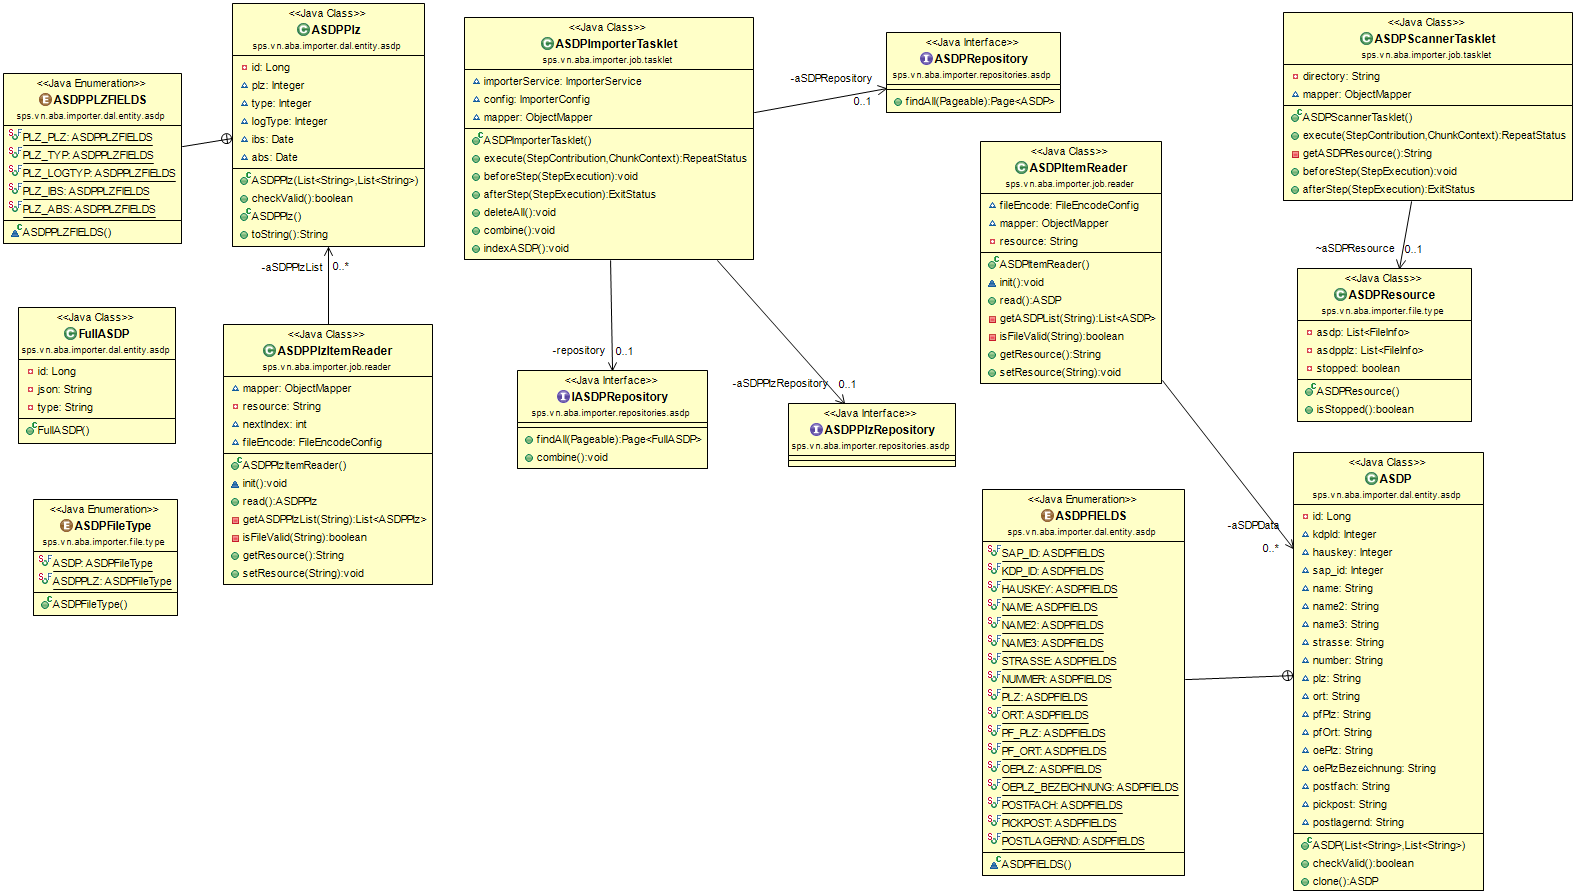 <<Java Class>>
ASDPPlz
sps.vn.aba.importer.dal.entity.asdp
id: Long
plz: Integer
type: Integer
logType: Integer
ibs: Date
abs: Date
ASDPPlz(List<String>,List<String>)
checkValid():boolean
ASDPPlz()
toString():String
<<Java Enumeration>>
ASDPPLZFIELDS
sps.vn.aba.importer.dal.entity.asdp
PLZ_PLZ: ASDPPLZFIELDS
PLZ_TYP: ASDPPLZFIELDS
PLZ_LOGTYP: ASDPPLZFIELDS
PLZ_IBS: ASDPPLZFIELDS
PLZ_ABS: ASDPPLZFIELDS
ASDPPLZFIELDS()
-aSDPPlzList
0..*
<<Java Class>>
FullASDP
sps.vn.aba.importer.dal.entity.asdp
id: Long
json: String
type: String
FullASDP()
<<Java Class>>
ASDPPlzItemReader
sps.vn.aba.importer.job.reader
mapper: ObjectMapper
resource: String
nextIndex: int
fileEncode: FileEncodeConfig
ASDPPlzItemReader()
init():void
read():ASDPPlz
getASDPPlzList(String):List<ASDPPlz>
isFileValid(String):boolean
getResource():String
setResource(String):void
<<Java Enumeration>>
ASDPFileType
sps.vn.aba.importer.file.type
ASDP: ASDPFileType
ASDPPLZ: ASDPFileType
ASDPFileType()
<<Java Class>>
ASDPImporterTasklet
sps.vn.aba.importer.job.tasklet
importerService: ImporterService
config: ImporterConfig
mapper: ObjectMapper
ASDPImporterTasklet()
execute(StepContribution,ChunkContext):RepeatStatus
beforeStep(StepExecution):void
afterStep(StepExecution):ExitStatus
deleteAll():void
combine():void
indexASDP():void
-aSDPRepository
0..1
<<Java Interface>>
ASDPRepository
sps.vn.aba.importer.repositories.asdp
findAll(Pageable):Page<ASDP>
-repository
0..1
<<Java Interface>>
IASDPRepository
sps.vn.aba.importer.repositories.asdp
findAll(Pageable):Page<FullASDP>
combine():void
-aSDPPlzRepository
0..1
<<Java Interface>>
ASDPPlzRepository
sps.vn.aba.importer.repositories.asdp
<<Java Class>>
ASDPItemReader
sps.vn.aba.importer.job.reader
fileEncode: FileEncodeConfig
mapper: ObjectMapper
resource: String
ASDPItemReader()
init():void
read():ASDP
getASDPList(String):List<ASDP>
isFileValid(String):boolean
getResource():String
setResource(String):void
<<Java Class>>
ASDPScannerTasklet
sps.vn.aba.importer.job.tasklet
directory: String
mapper: ObjectMapper
ASDPScannerTasklet()
execute(StepContribution,ChunkContext):RepeatStatus
getASDPResource():String
beforeStep(StepExecution):void
afterStep(StepExecution):ExitStatus
~aSDPResource
0..1
<<Java Class>>
ASDPResource
sps.vn.aba.importer.file.type
asdp: List<FileInfo>
asdpplz: List<FileInfo>
stopped: boolean
ASDPResource()
isStopped():boolean
<<Java Enumeration>>
ASDPFIELDS
sps.vn.aba.importer.dal.entity.asdp
SAP_ID: ASDPFIELDS
KDP_ID: ASDPFIELDS
HAUSKEY: ASDPFIELDS
NAME: ASDPFIELDS
NAME2: ASDPFIELDS
NAME3: ASDPFIELDS
STRASSE: ASDPFIELDS
NUMMER: ASDPFIELDS
PLZ: ASDPFIELDS
ORT: ASDPFIELDS
PF_PLZ: ASDPFIELDS
PF_ORT: ASDPFIELDS
OEPLZ: ASDPFIELDS
OEPLZ_BEZEICHNUNG: ASDPFIELDS
POSTFACH: ASDPFIELDS
PICKPOST: ASDPFIELDS
POSTLAGERND: ASDPFIELDS
ASDPFIELDS()
-aSDPData
0..*
<<Java Class>>
ASDP
sps.vn.aba.importer.dal.entity.asdp
id: Long
kdpId: Integer
hauskey: Integer
sap_id: Integer
name: String
name2: String
name3: String
strasse: String
number: String
plz: String
ort: String
pfPlz: String
pfOrt: String
oePlz: String
oePlzBezeichnung: String
postfach: String
pickpost: String
postlagernd: String
ASDP(List<String>,List<String>)
checkValid():boolean
clone():ASDP